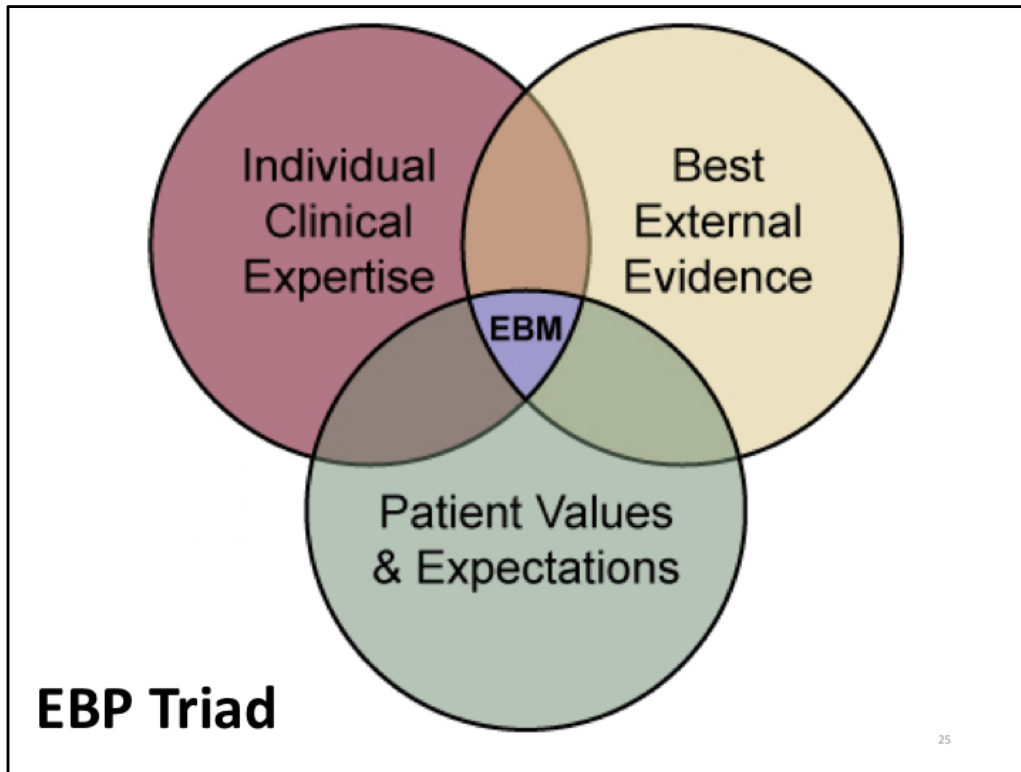 Individual
Clinical
Expertise
Best
External
Evidence
EBM
Patient Values
& Expectations
EBP Triad
25